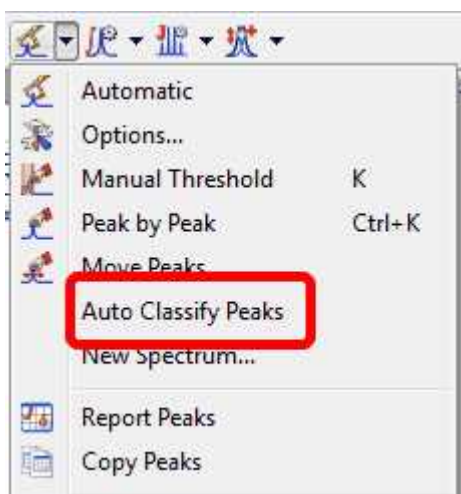 Automatic
Options...
Manual Threshold K
Peak by Peak Ctrl+K
Move Peaks
Auto Classify Peaks
New Spectrum...
Report Peaks
Copy Peaks